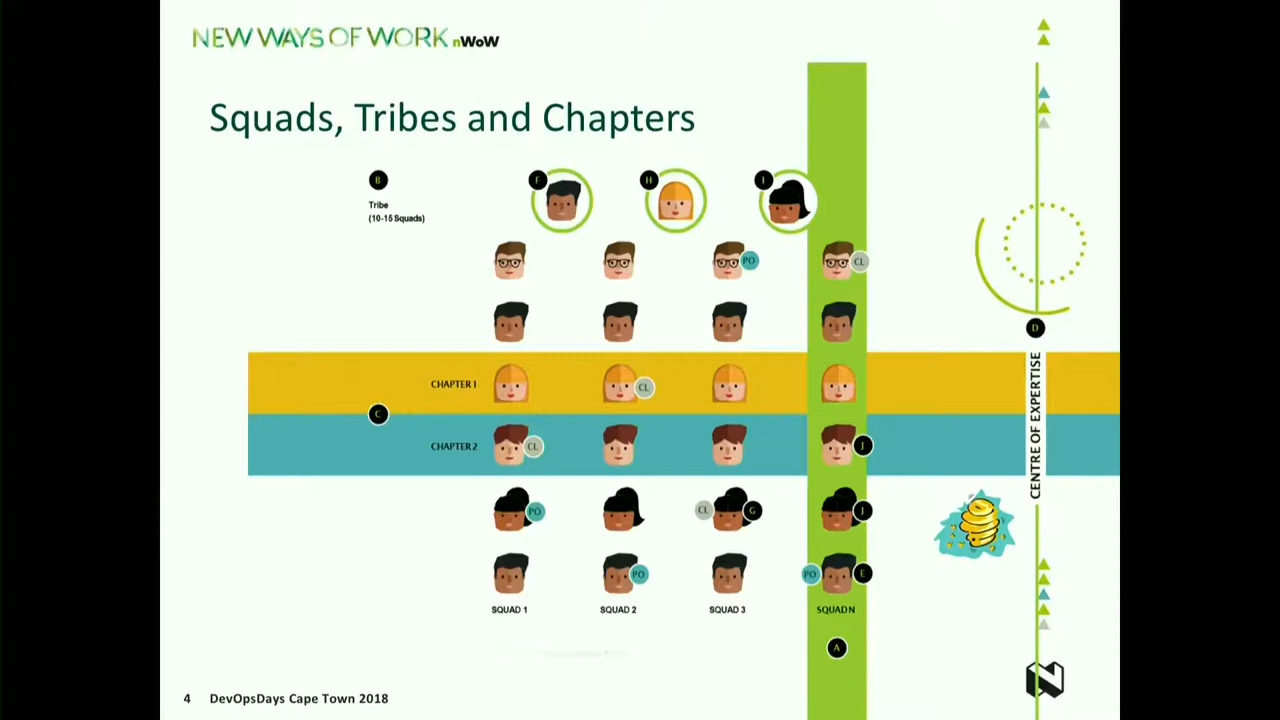 NEW WAYS OF WORK nWoW
Squads, Tribes and Chapters
B
F
H
I
Tribe
(10-15 Squads)
PO
CL
D
CHAPTER 1
CL
C
CHAPTER 2
CL
J
CENTRE OF EXPERTISE
PO
CL
G
J
PO
PO
E
SQUAD 1
SQUAD 2
SQUAD 3
SQUAD N
A
4 DevOpsDays Cape Town 2018